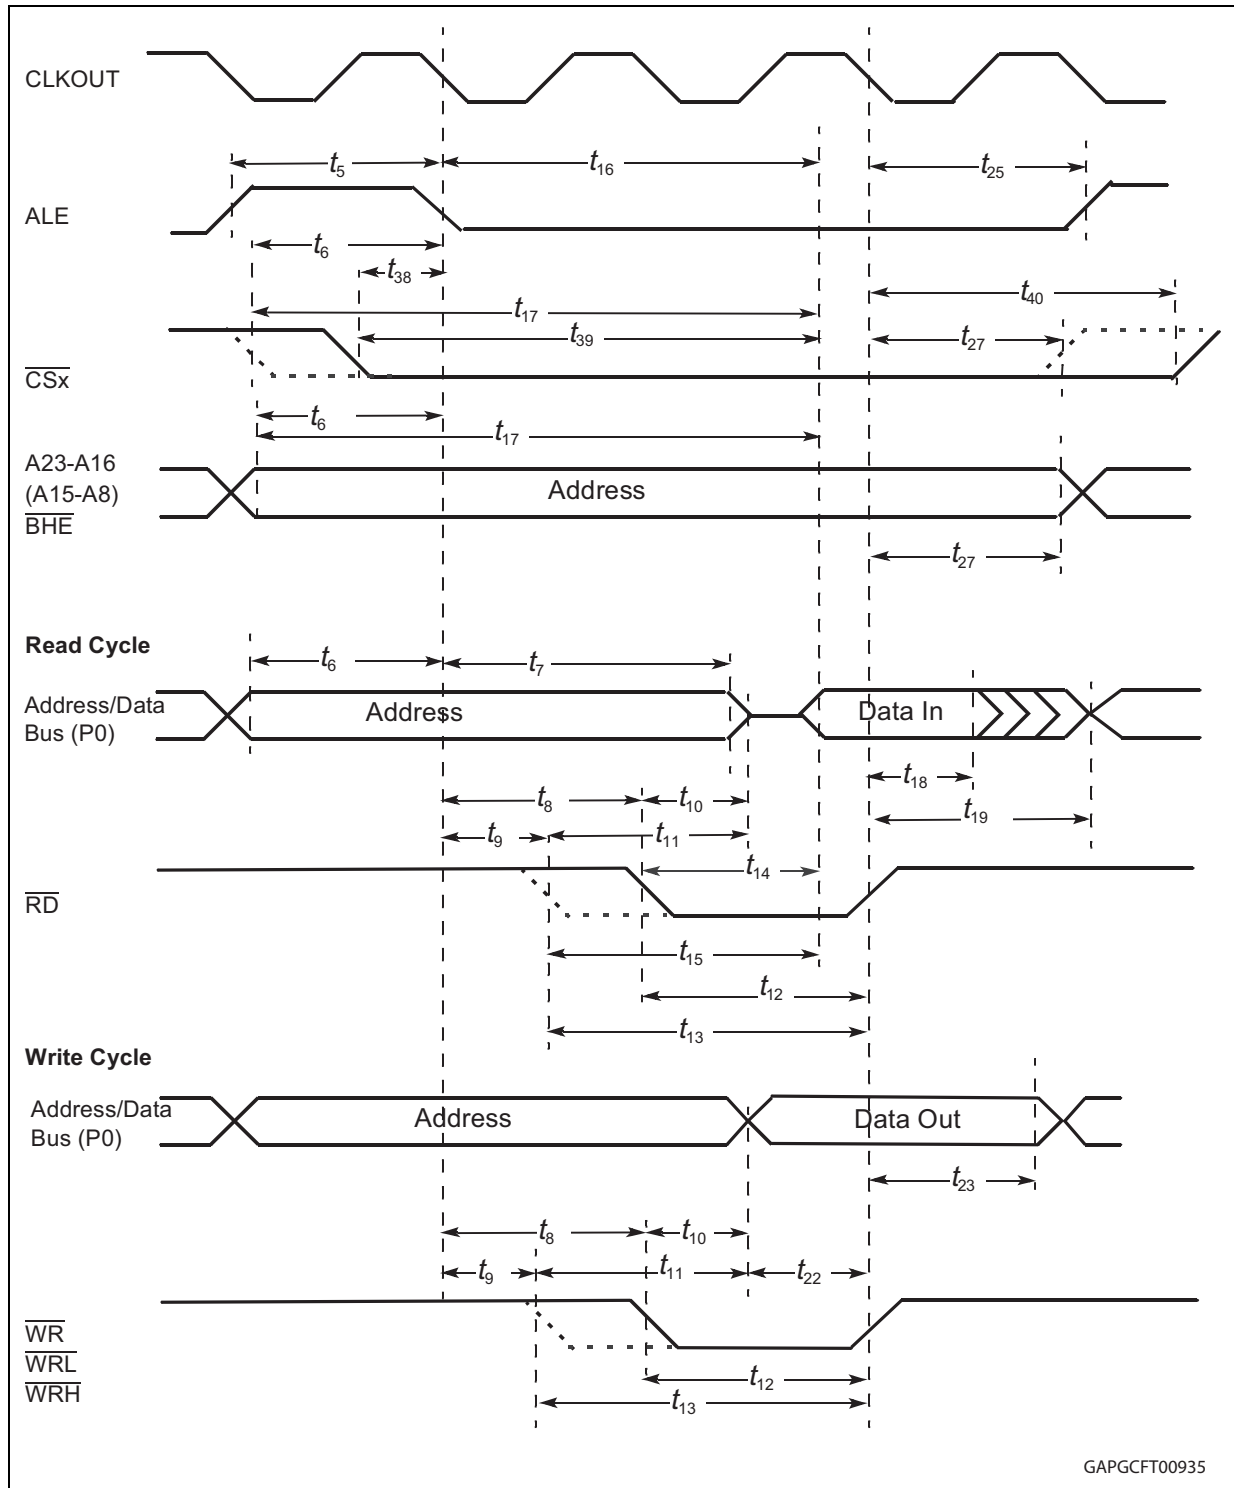 CLKOUT
t5
t16
t25
ALE
t6
t38
t40
t17
t39
t27
CSx
t6
t17
A23-A16
(A15-A8)
BHE
Address
t27
Read Cycle
t6
t7
Address/Data
Bus (P0)
Address
Data In
t18
t8
t10
t19
t9
t11
t14
RD
t15
t12
t13
Write Cycle
Address/Data
Bus (P0)
Address
Data Out
t23
t8
t10
t9
t11
t22
WR
WRL
WRH
t12
t13
GAPGCFT00935